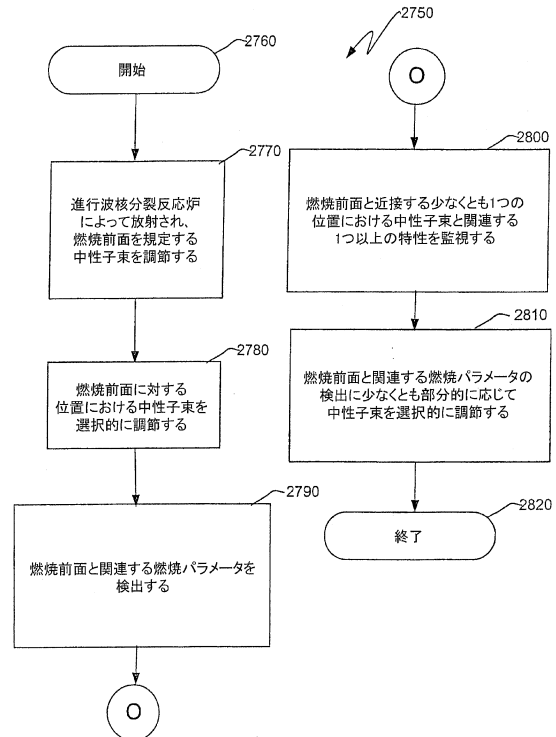 2750
2760
開始
2770
進行波核分裂反応炉
によって放射され、
燃焼前面を規定する
中性子束を調節する
2780
燃焼前面に対する
位置における中性子束を
選択的に調節する
2790
燃焼前面と関連する燃焼パラメータを
検出する
O
O
2800
燃焼前面と近接する少なくとも1つの
位置における中性子束と関連する
1つ以上の特性を監視する
2810
燃焼前面と関連する燃焼パラメータの
検出に少なくとも部分的に応じて
中性子束を選択的に調節する
2820
終了